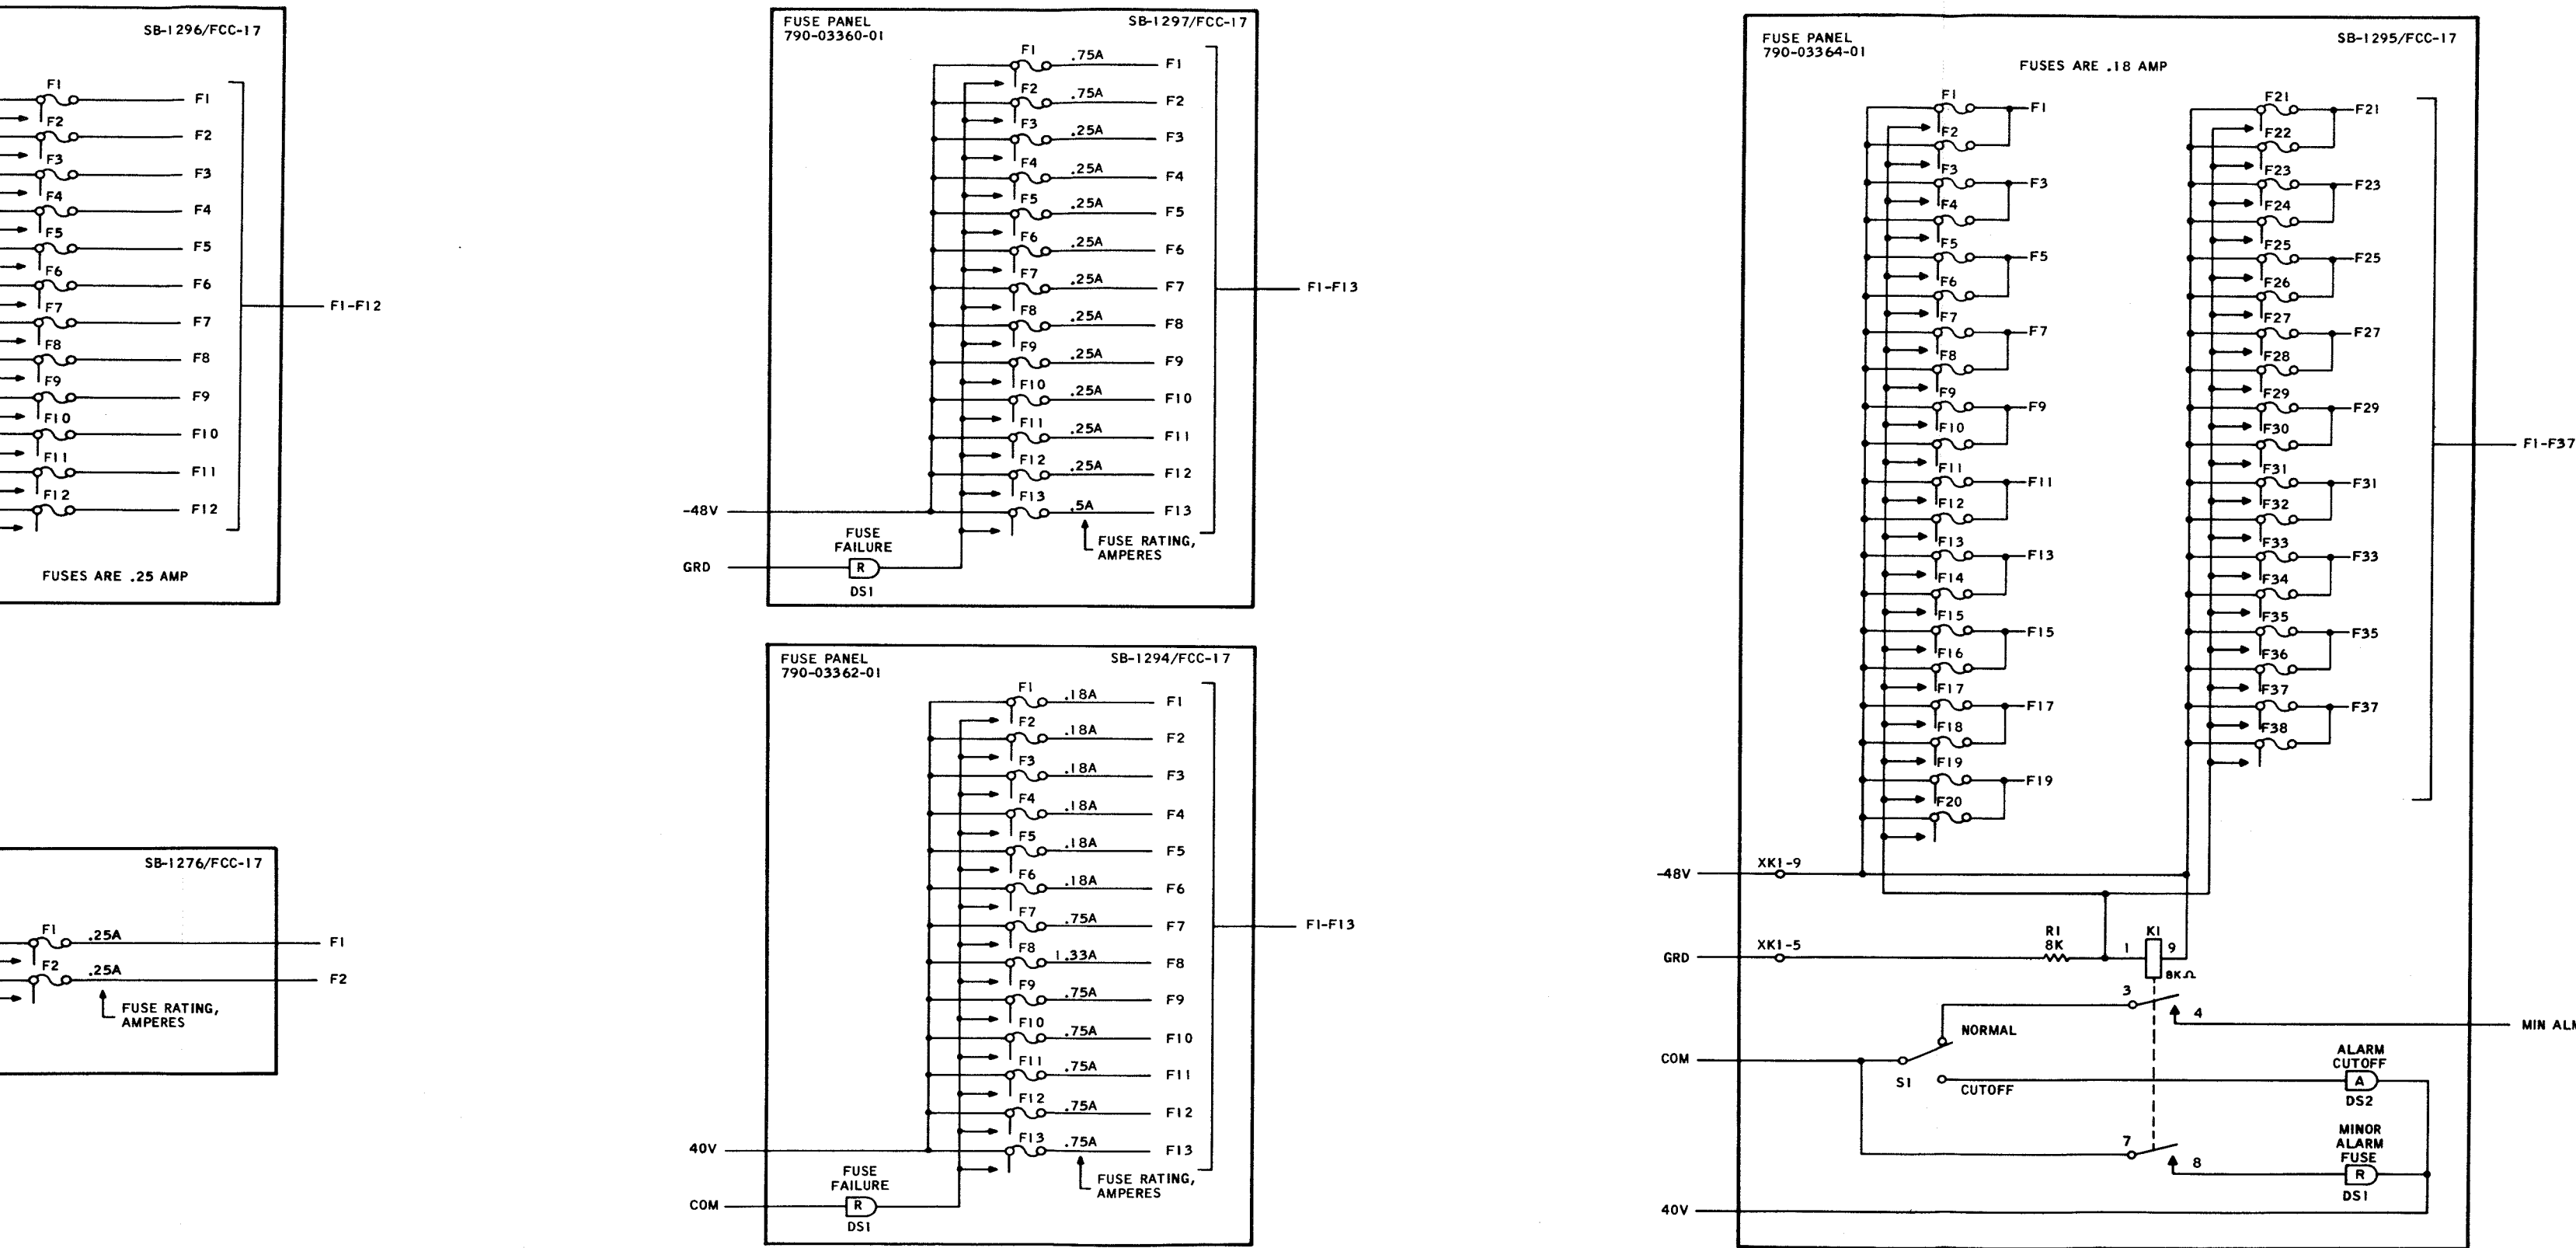 SB-1296/FCC-17
F1
F1
F2
F2
F3
F3
F4
F4
F5
F5
F6
F6
F7
F7
F8
F8
F9
F9
F10
F10
F11
F11
F12
F12
F1-F12
FUSES ARE .25 AMP
SB-1276/FCC-17
F1 .25A F1
F2 .25A F2
FUSE RATING,
AMPERES
FUSE PANEL SB-1297/FCC-17
790-03360-01
F1 .75A F1
F2 .75A F2
F3 .25A F3
F4 .25A F4
F5 .25A F5
F6 .25A F6
F7 .25A F7
F8 .25A F8
F9 .25A F9
F10 .25A F10
F11 .25A F11
F12 .25A F12
F13 .5A F13
F1-F13
-48V
FUSE
FAILURE
FUSE RATING,
AMPERES
GRD R
DS1
FUSE PANEL SB-1294/FCC-17
790-03362-01
F1 .18A F1
F2 .18A F2
F3 .18A F3
F4 .18A F4
F5 .18A F5
F6 .18A F6
F7 .75A F7
F8 1.33A F8
F9 .75A F9
F10 .75A F10
F11 .75A F11
F12 .75A F12
F13 .75A F13
F1-F13
40V
FUSE
FAILURE
FUSE RATING,
AMPERES
COM R
DS1
FUSE PANEL SB-1295/FCC-17
790-03364-01
FUSES ARE .18 AMP
F1 F1
F2
F3 F3
F4
F5 F5
F6
F7 F7
F8
F9 F9
F10
F11 F11
F12
F13 F13
F14
F15 F15
F16
F17 F17
F18
F19 F19
F20
F21 F21
F22
F23 F23
F24
F25 F25
F26
F27 F27
F28
F29 F29
F30
F31 F31
F32
F33 F33
F34
F35 F35
F36
F37 F37
F38
F1-F37
-48V XK1-9
GRD XK1-5
R1
8K
K1
1 9
8KΩ
3
4
MIN ALM
NORMAL
COM
S1
CUTOFF
ALARM
CUTOFF
A
DS2
7
8
MINOR
ALARM
FUSE
R
DS1
40V